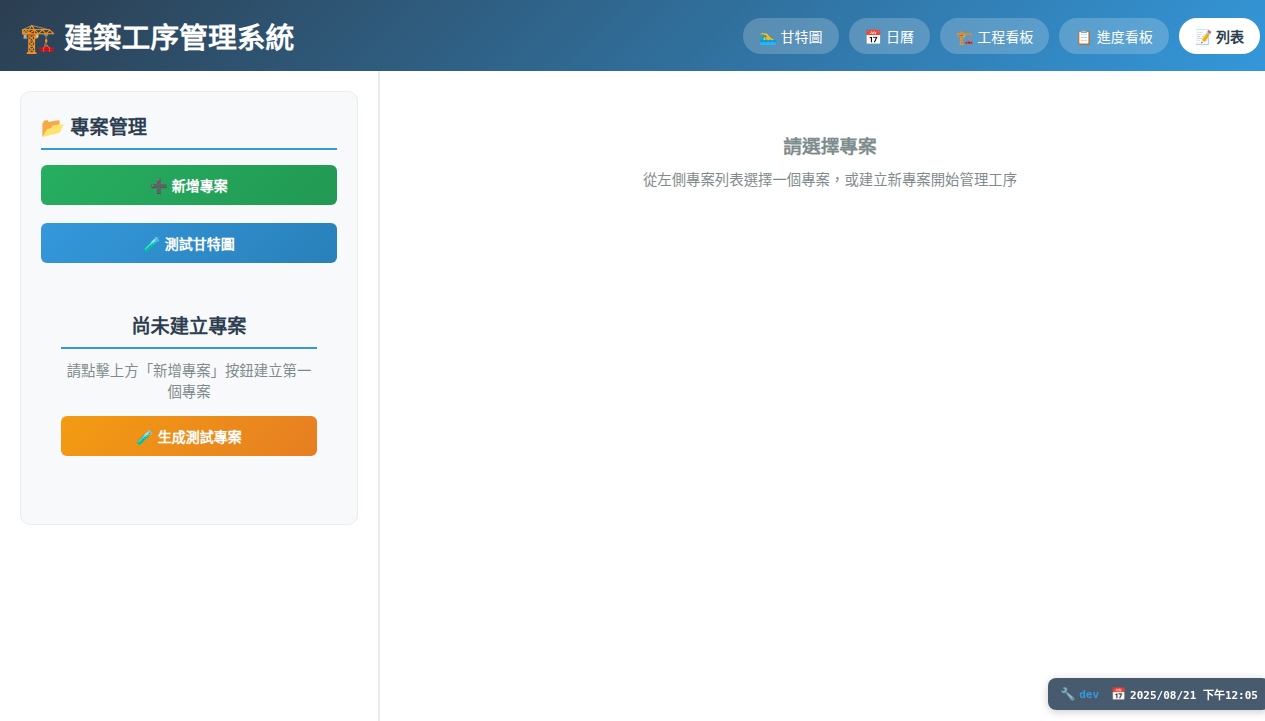 🏗️ 建築工序管理系統
🏊 甘特圖
📅 日曆
🏗️ 工程看板
📋 進度看板
📝 列表
📂 專案管理
➕ 新增專案
🧪 測試甘特圖
尚未建立專案
請點擊上方「新增專案」按鈕建立第一
個專案
🧪 生成測試專案
請選擇專案
從左側專案列表選擇一個專案，或建立新專案開始管理工序
🔧 dev 📅 2025/08/21 下午12:05